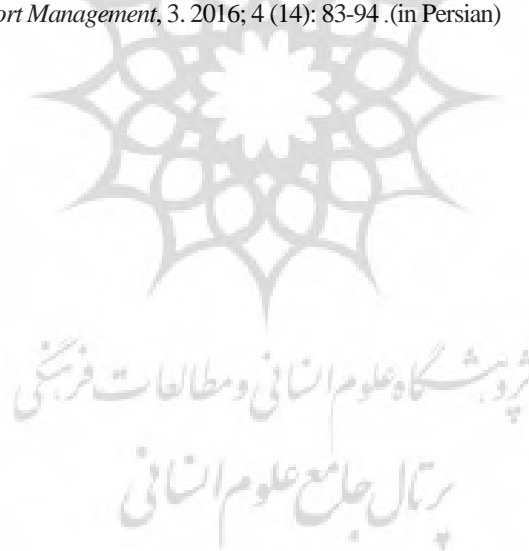 ort Management, 3. 2016; 4 (14): 83-94 .(in Persian)
پژوهشگاه علوم انسانی و مطالعات فرهنگی
پرتال جامع علوم انسانی